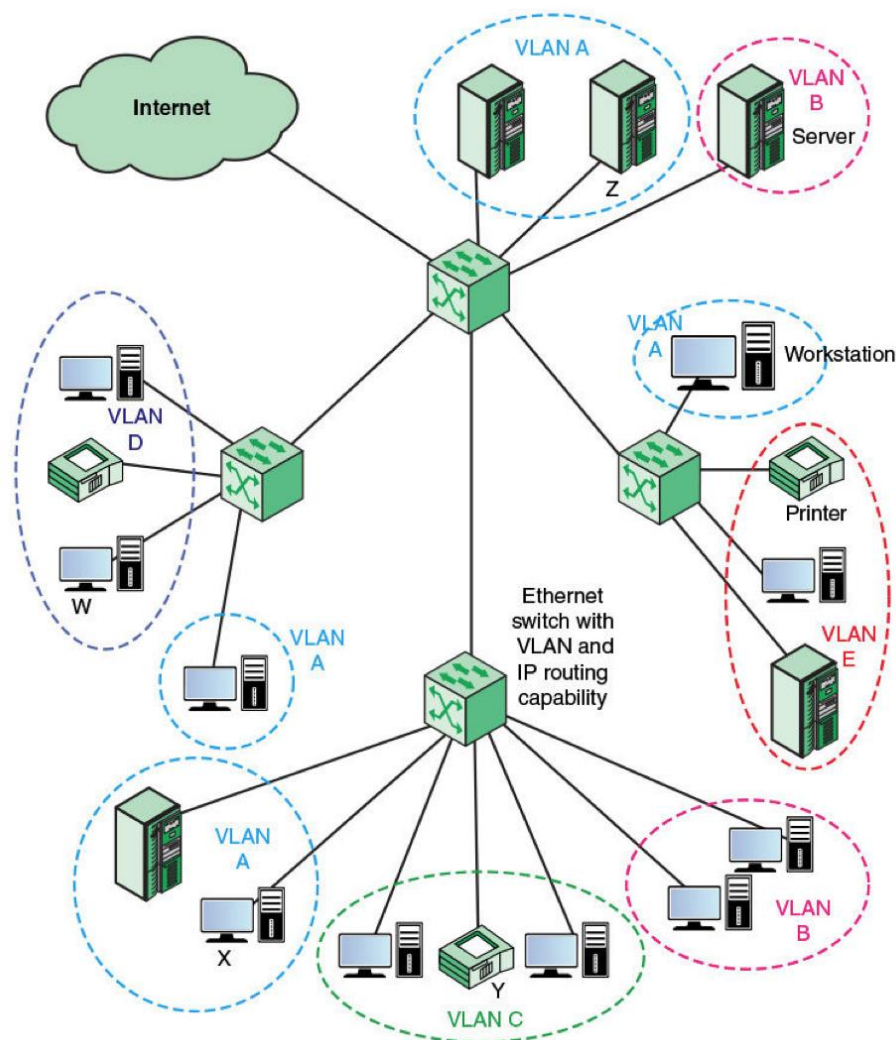 VLAN A
VLAN
B
Internet
Server
Z
VLAN
A
Workstation
VLAN
D
Printer
W
Ethernet
switch with
VLAN and
IP routing
capability
VLAN
A
VLAN
E
VLAN
A
X
VLAN
B
Y
VLAN C